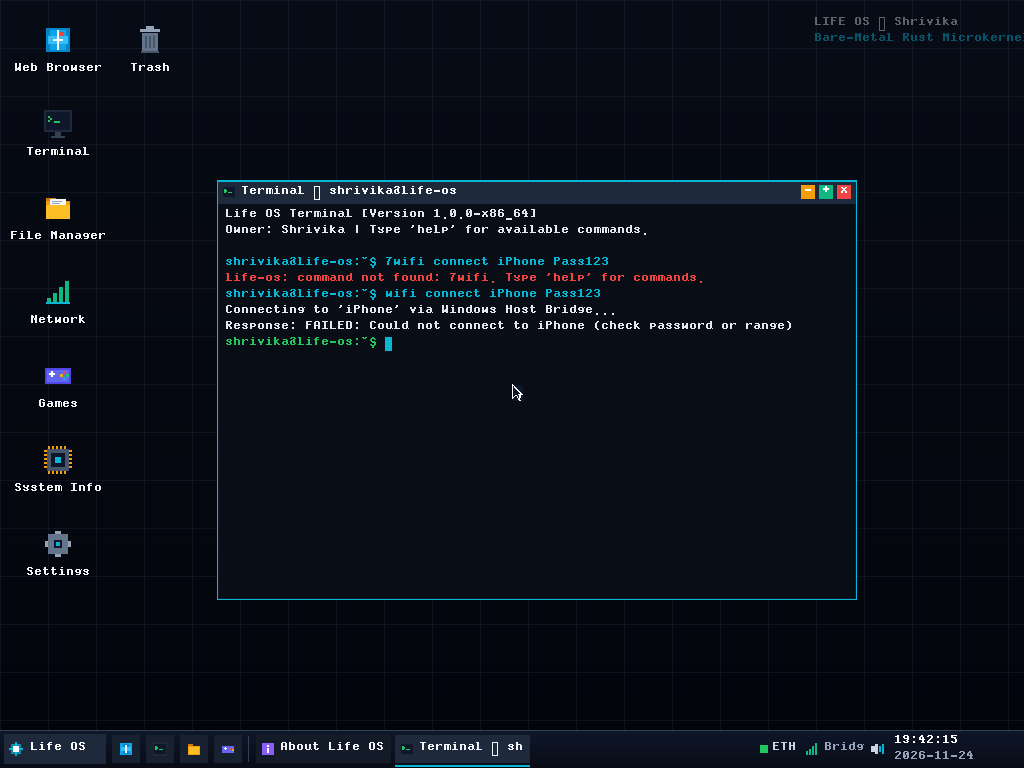 LIFE OS ▯ Shrivika
Bare-Metal Rust Microkerne
Web Browser
Trash
Terminal
File Manager
Network
Games
System Info
Settings
Terminal ▯ shrivika@life-os
Life OS Terminal [Version 1.0.0-x86_64]
Owner: Shrivika | Type 'help' for available commands.
shrivika@life-os:~$ 7wifi connect iPhone Pass123
life-os: command not found: 7wifi. Type 'help' for commands.
shrivika@life-os:~$ wifi connect iPhone Pass123
Connecting to 'iPhone' via Windows Host Bridge...
Response: FAILED: Could not connect to iPhone (check password or range)
shrivika@life-os:~$
Life OS
About Life OS
Terminal ▯ sh
ETH
Bridg
19:42:15
2026-11-24